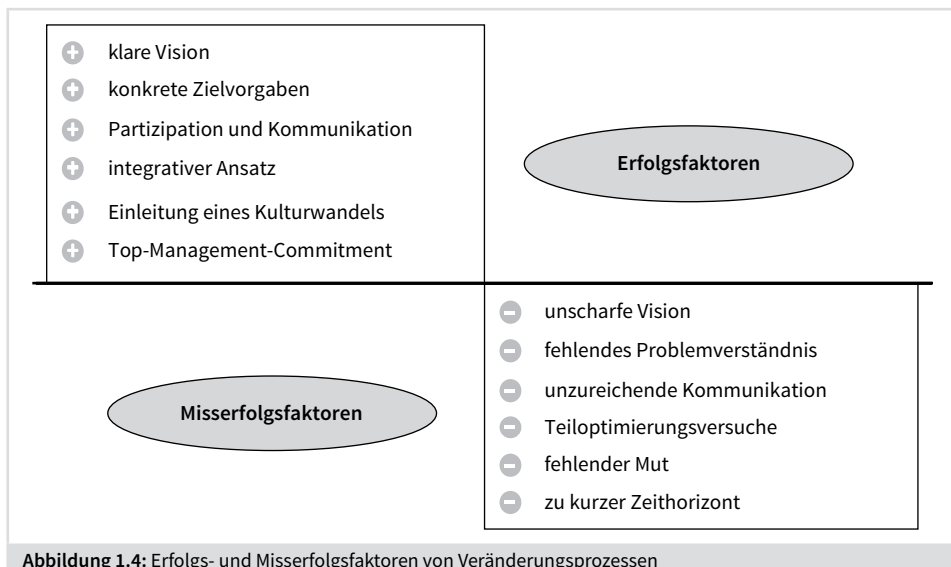 klare Vision
konkrete Zielvorgaben
Partizipation und Kommunikation
integrativer Ansatz
Einleitung eines Kulturwandels
Top-Management-Commitment
Erfolgsfaktoren
Misserfolgsfaktoren
unscharfe Vision
fehlendes Problemverständnis
unzureichende Kommunikation
Teiloptimierungsversuche
fehlender Mut
zu kurzer Zeithorizont
Abbildung 1.4: Erfolgs- und Misserfolgsfaktoren von Veränderungsprozessen